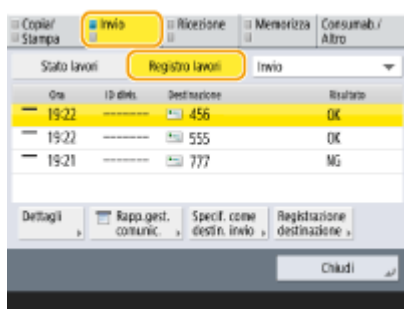 Copia/ Invio Ricezione Memorizza Consumab./
Stampa Altro
Stato lavori Registro lavori Invio
Ora ID divis. Destinazione Risultato
19:22 -------- 456 OK
19:22 -------- 555 OK
19:21 -------- 777 NG
Dettagli Rapp.gest. Specif. come Registrazione
comunic. destin. invio destinazione
Chiudi